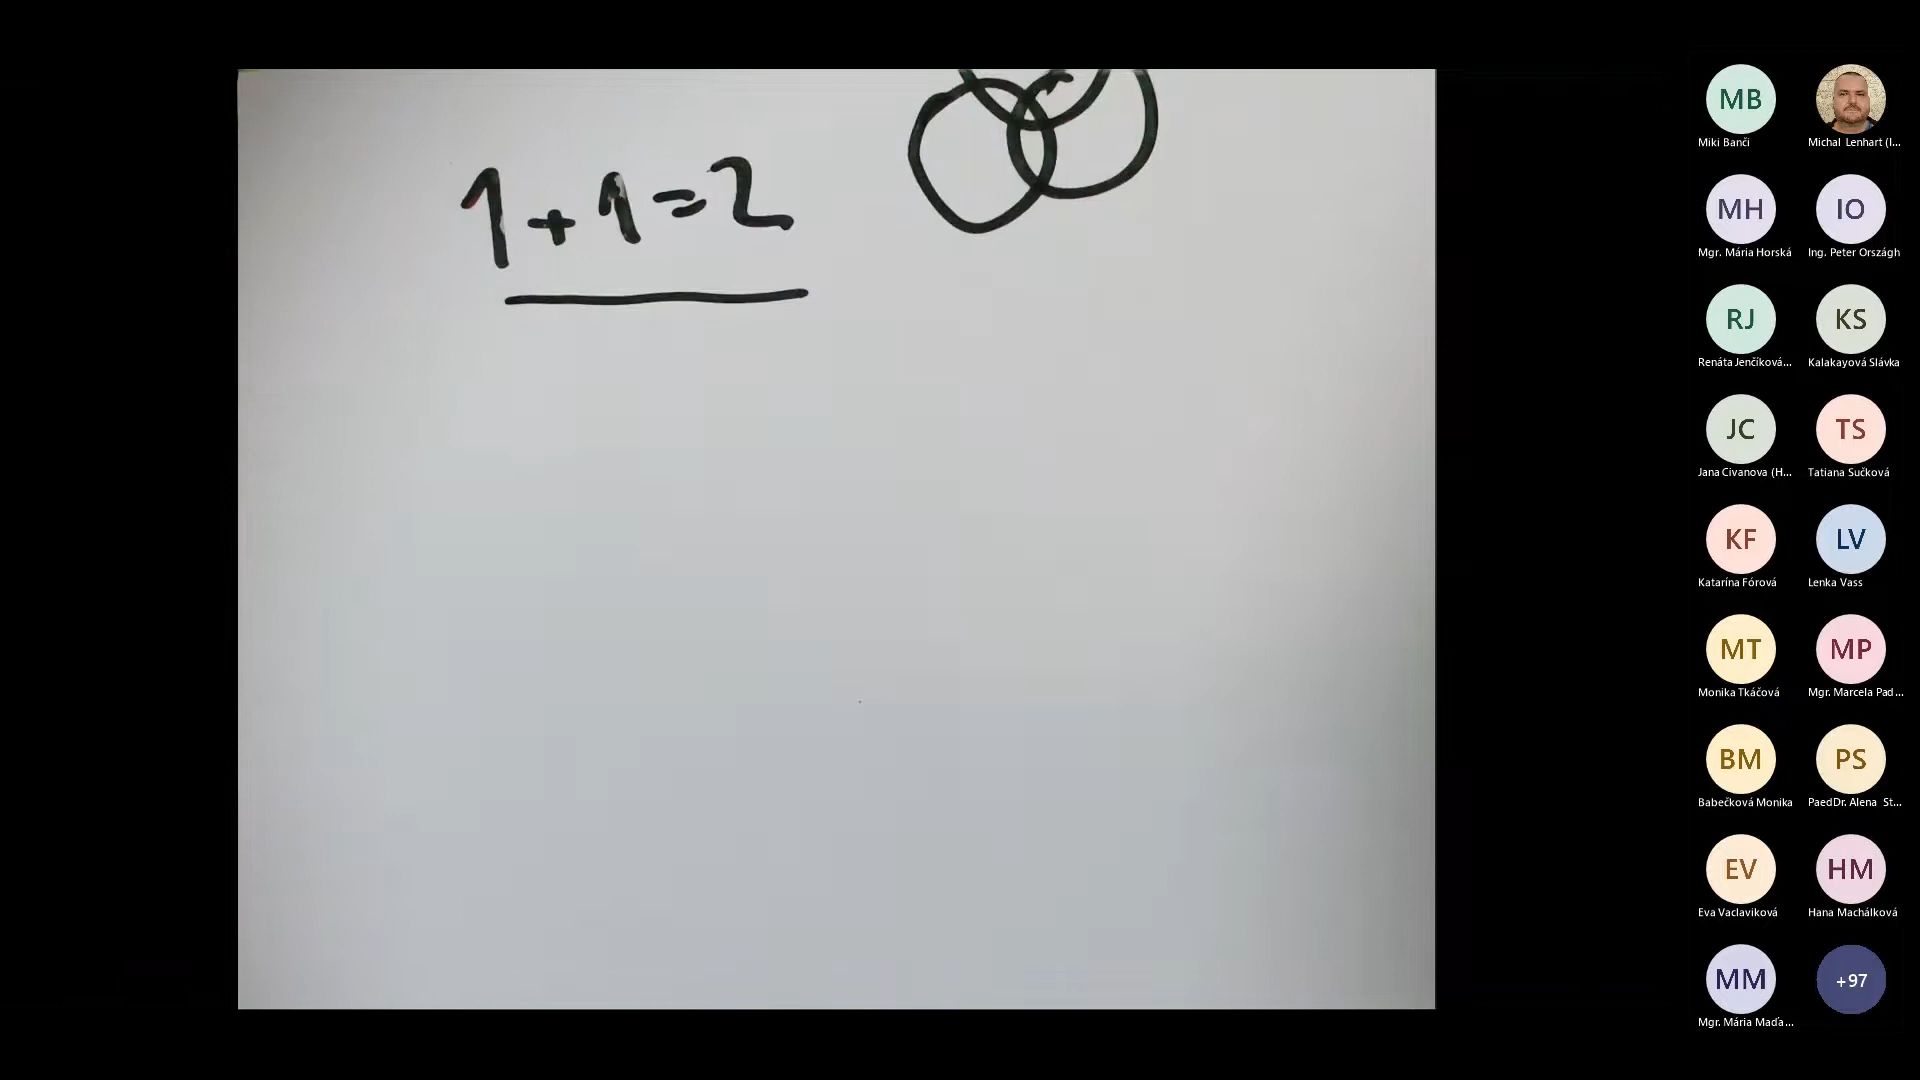 1+1=2
MB
Miki Banči
Michal Lenhart (I...
MH
Mgr. Mária Horská
IO
Ing. Peter Országh
RJ
Renáta Jenčíková...
KS
Kalakayová Slávka
JC
Jana Civanova (H...
TS
Tatiana Sučková
KF
Katarína Fórová
LV
Lenka Vass
MT
Monika Tkáčová
MP
Mgr. Marcela Pad...
BM
Babečková Monika
PS
PaedDr. Alena St...
EV
Eva Vaclaviková
HM
Hana Machálková
MM
Mgr. Mária Maďa...
+97